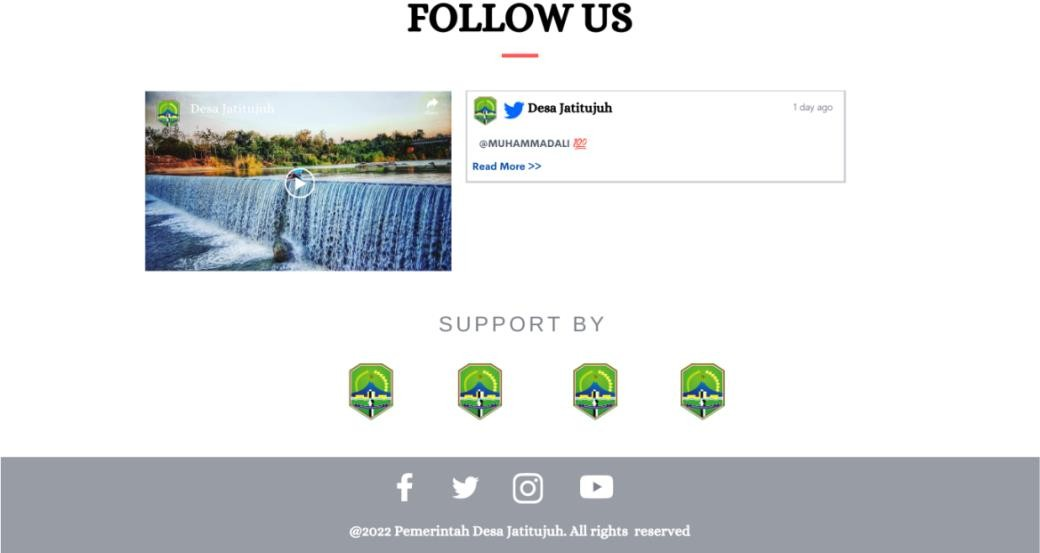 FOLLOW US
Desa Jatitujuh
Desa Jatitujuh
1 day ago
@MUHAMMADALI 💯
Read More >>
SUPPORT BY
@2022 Pemerintah Desa Jatitujuh. All rights reserved